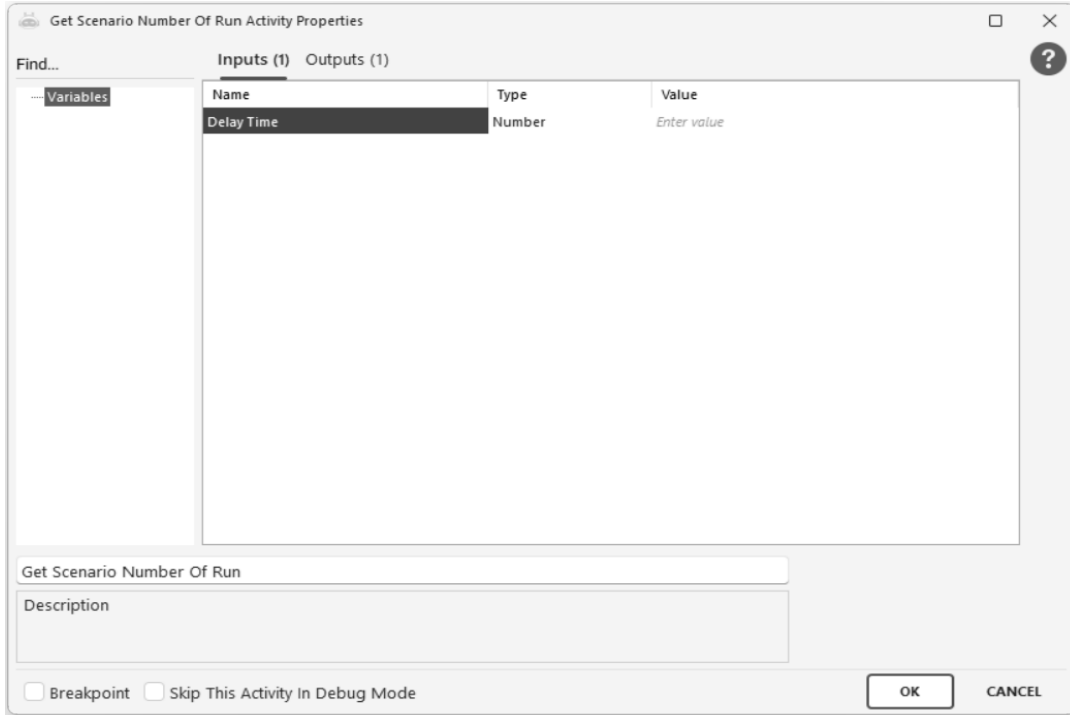 Get Scenario Number Of Run Activity Properties
Find...
Inputs (1) Outputs (1)
?
Variables
Name Type Value
Delay Time Number Enter value
Get Scenario Number Of Run
Description
Breakpoint Skip This Activity In Debug Mode
OK CANCEL